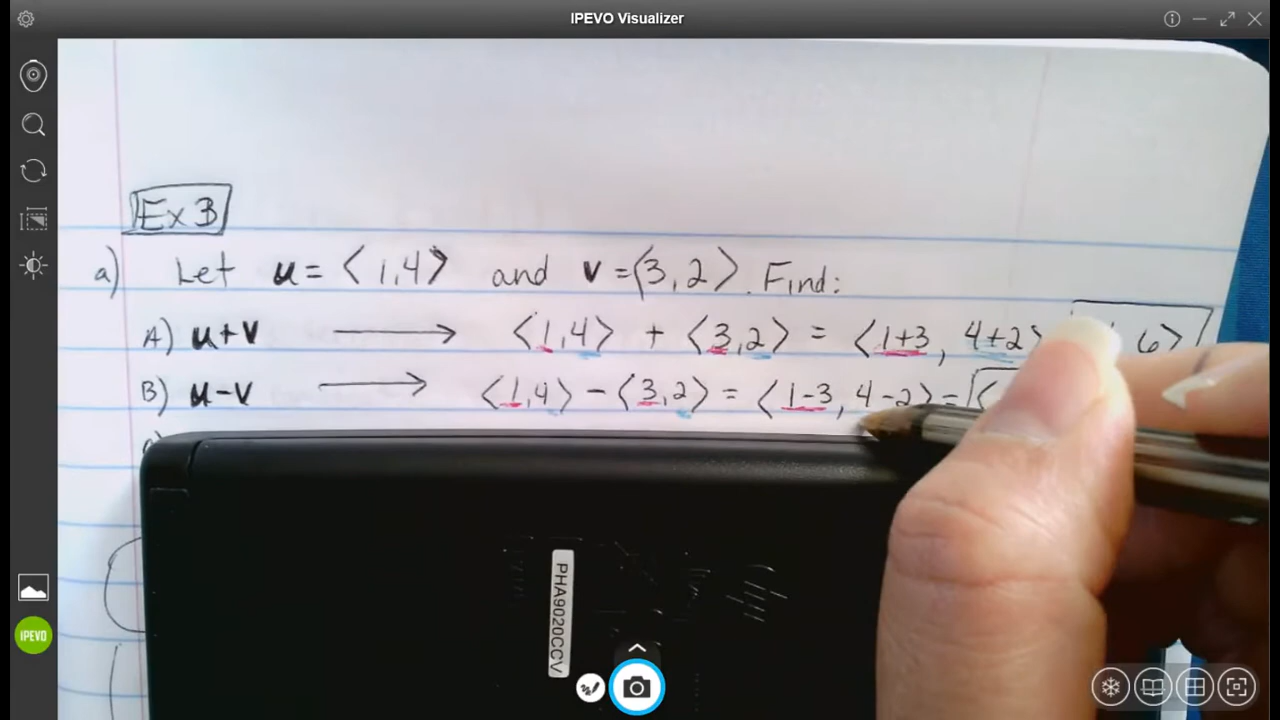 IPEVO Visualizer
Ex 3
a) Let u = ⟨1,4⟩ and v = ⟨3,2⟩. Find:
A) u+v ⟶ ⟨1,4⟩ + ⟨3,2⟩ = ⟨1+3, 4+2⟩ 6⟩
B) u-v ⟶ ⟨1,4⟩ - ⟨3,2⟩ = ⟨1-3, 4-2⟩ = ⟨
PHA9020CCV
IPEVO